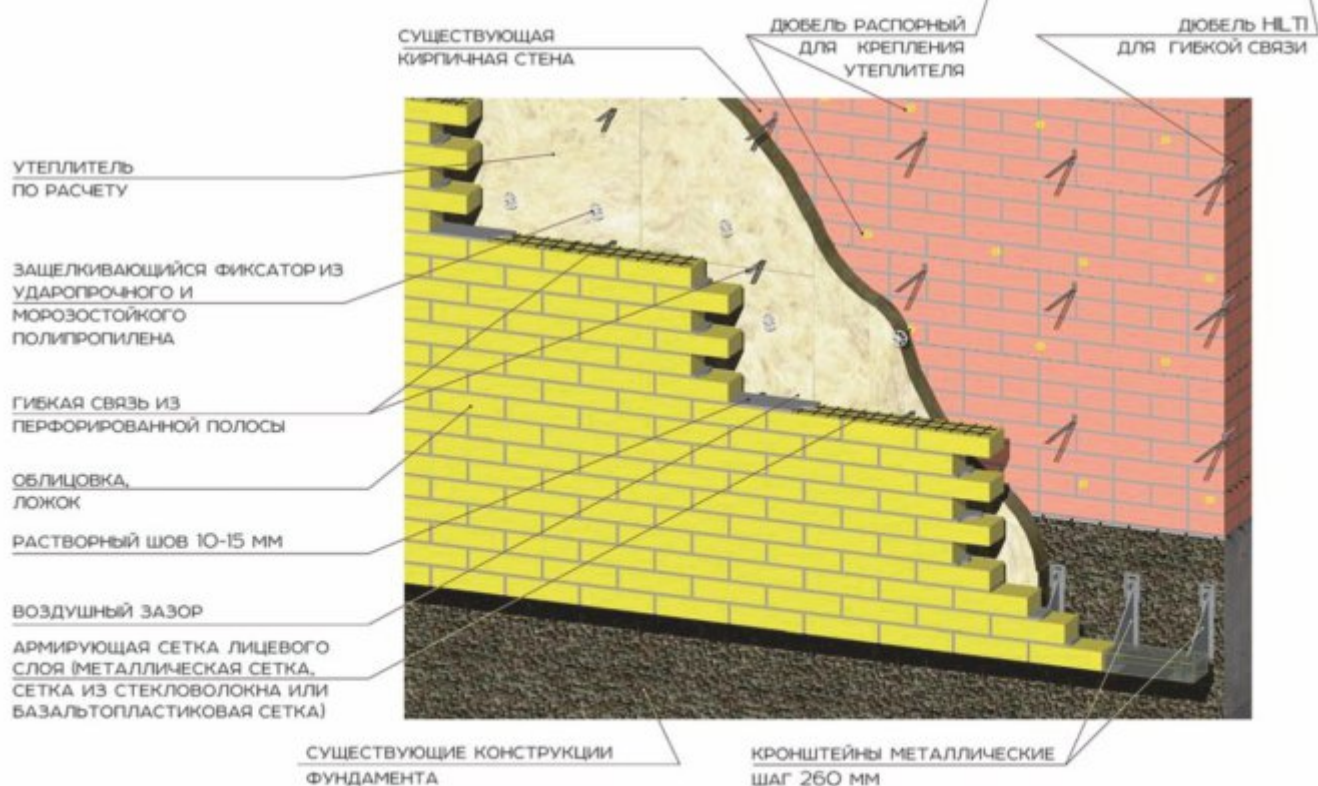 СУЩЕСТВУЮЩАЯ
КИРПИЧНАЯ СТЕНА
ДЮБЕЛЬ РАСПОРНЫЙ
ДЛЯ КРЕПЛЕНИЯ
УТЕПЛИТЕЛЯ
ДЮБЕЛЬ HILTI
ДЛЯ ГИБКОЙ СВЯЗИ
УТЕПЛИТЕЛЬ
ПО РАСЧЕТУ
ЗАЩЕЛКИВАЮЩИЙСЯ ФИКСАТОР ИЗ
УДАРОПРОЧНОГО И
МОРОЗОСТОЙКОГО
ПОЛИПРОПИЛЕНА
ГИБКАЯ СВЯЗЬ ИЗ
ПЕРФОРИРОВАННОЙ ПОЛОСЫ
ОБЛИЦОВКА,
ЛОЖОК
РАСТВОРНЫЙ ШОВ 10-15 ММ
ВОЗДУШНЫЙ ЗАЗОР
АРМИРУЮЩАЯ СЕТКА ЛИЦЕВОГО
СЛОЯ (МЕТАЛЛИЧЕСКАЯ СЕТКА,
СЕТКА ИЗ СТЕКЛОВОЛОКНА ИЛИ
БАЗАЛЬТОПЛАСТИКОВАЯ СЕТКА)
СУЩЕСТВУЮЩИЕ КОНСТРУКЦИИ
ФУНДАМЕНТА
КРОНШТЕЙНЫ МЕТАЛЛИЧЕСКИЕ
ШАГ 260 ММ